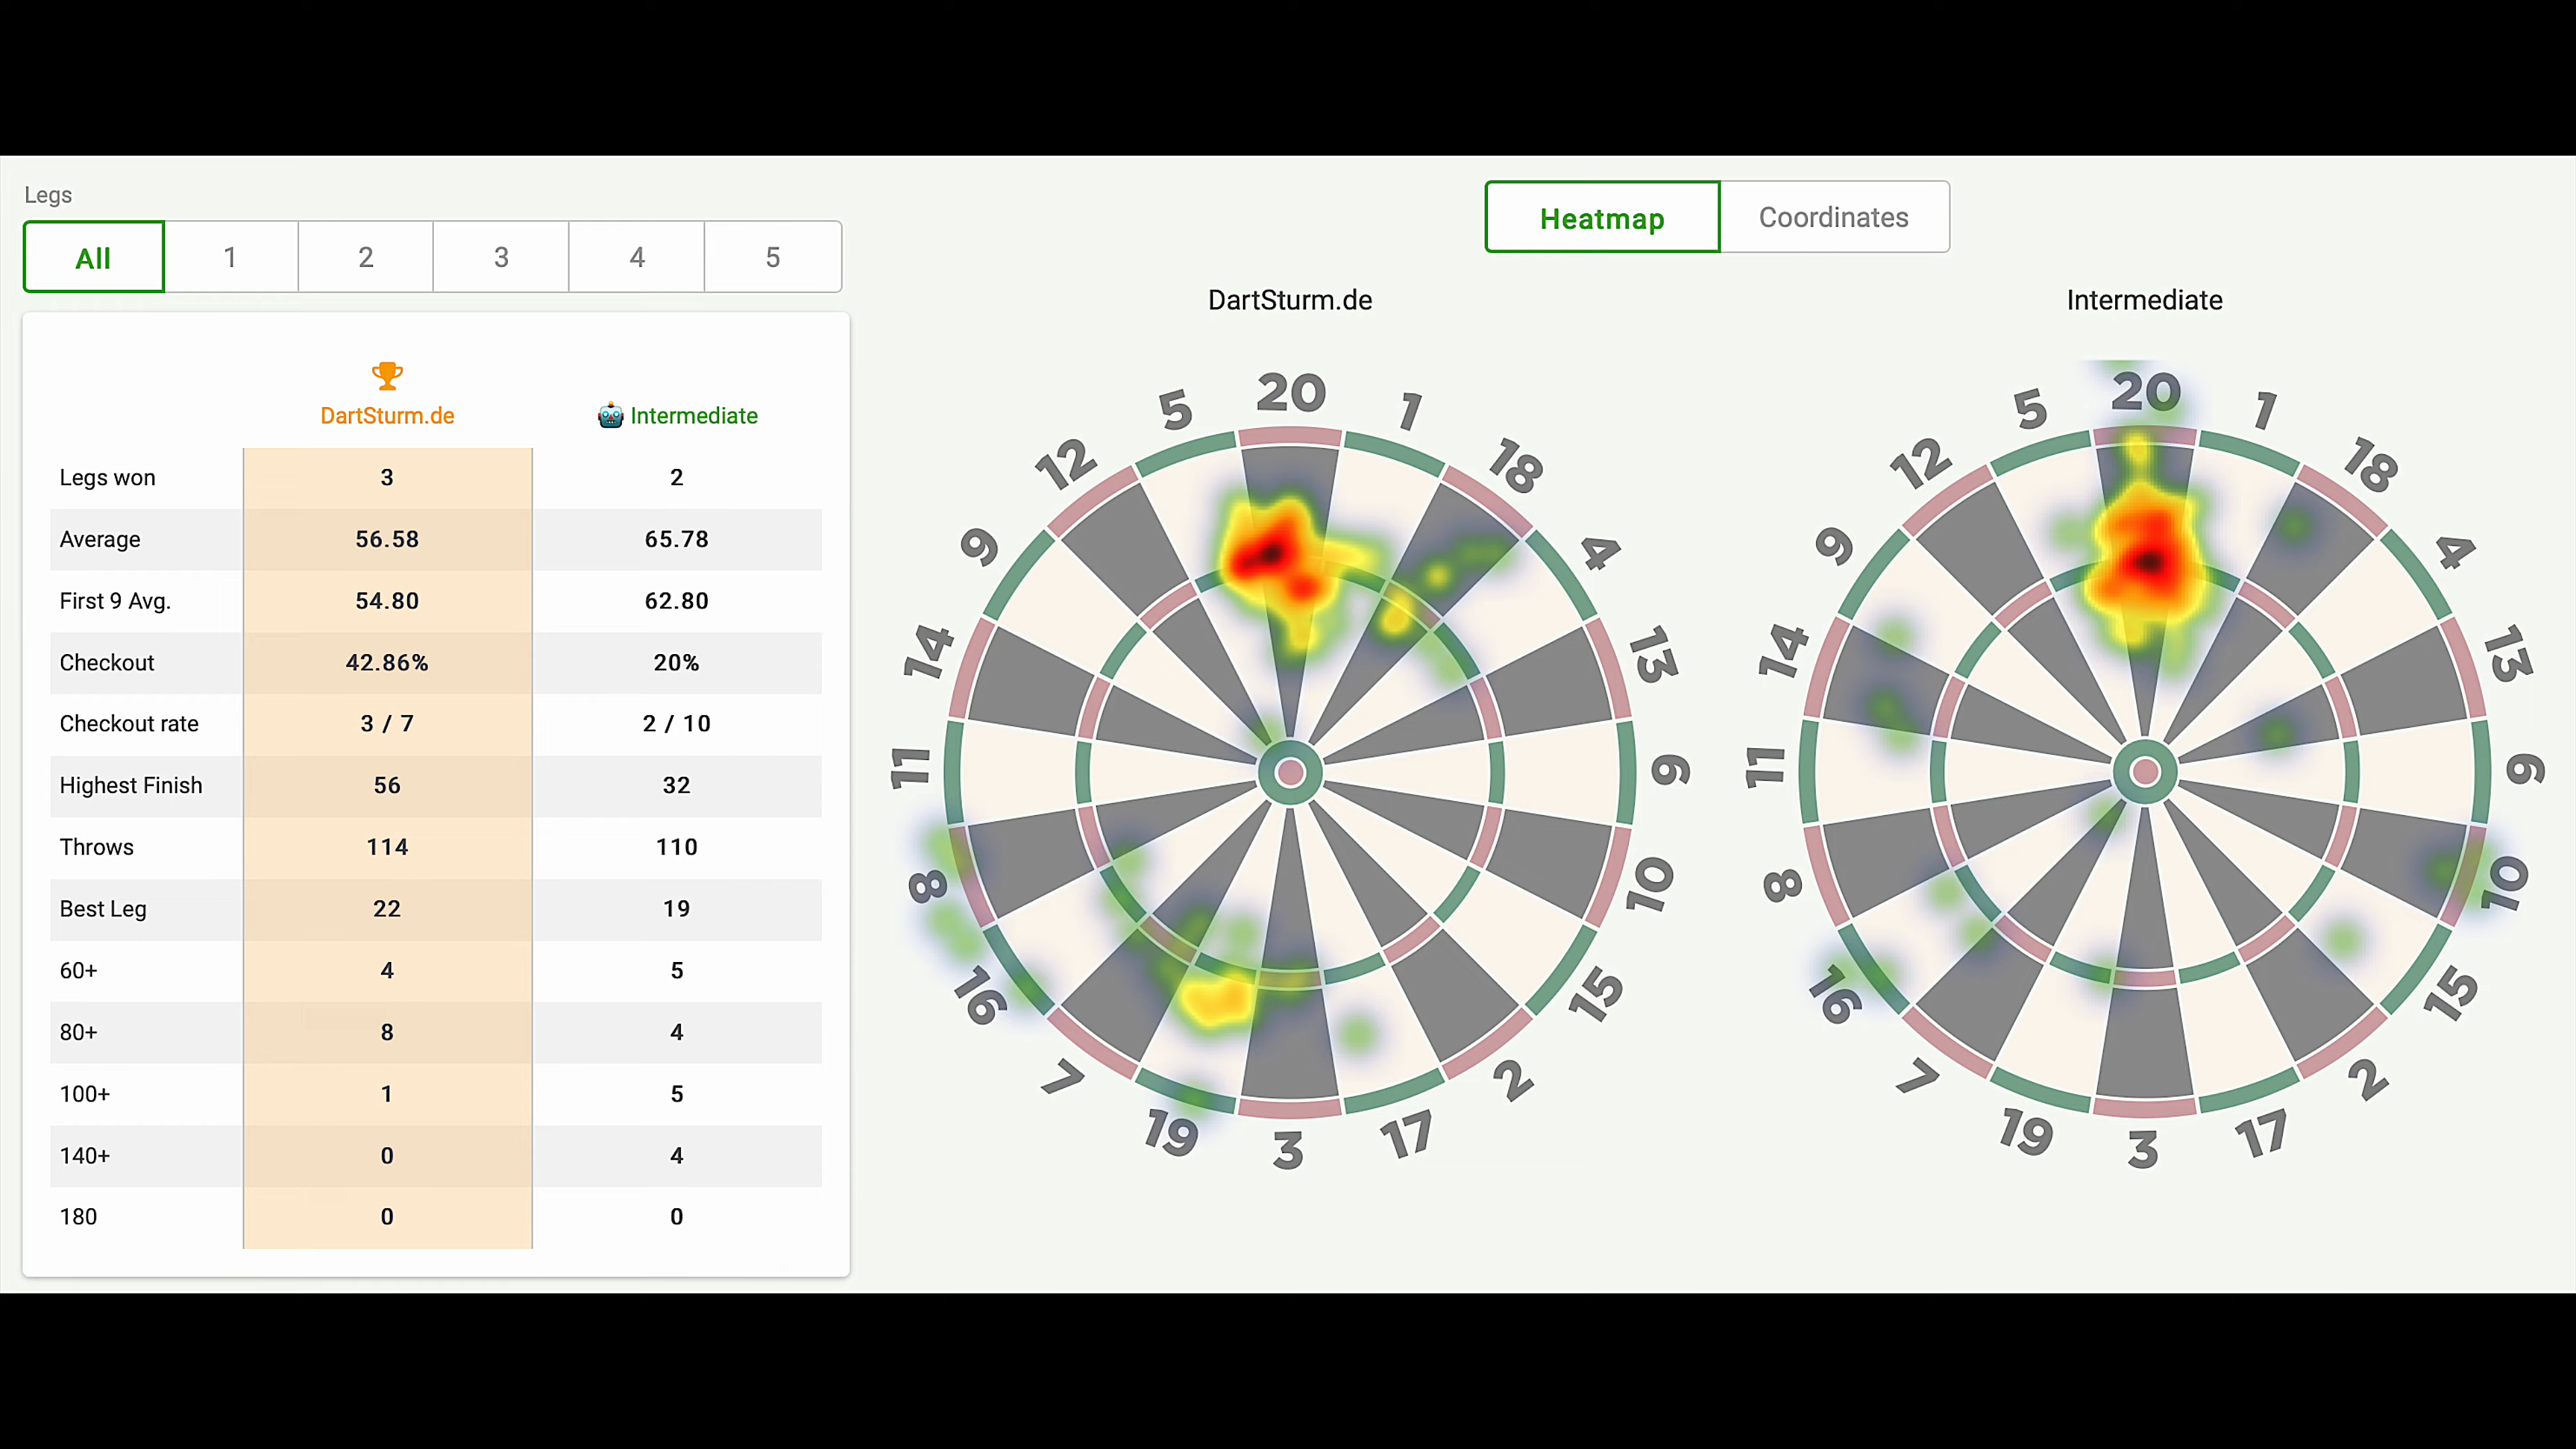 Legs
All 1 2 3 4 5
DartSturm.de Intermediate
Legs won 3 2
Average 56.58 65.78
First 9 Avg. 54.80 62.80
Checkout 42.86% 20%
Checkout rate 3 / 7 2 / 10
Highest Finish 56 32
Throws 114 110
Best Leg 22 19
60+ 4 5
80+ 8 4
100+ 1 5
140+ 0 4
180 0 0
Heatmap Coordinates
DartSturm.de
20 1 18 4 13 6 10 15 2 17 3 19 7 16 8 11 14 9 12 5
Intermediate
20 1 18 4 13 6 10 15 2 17 3 19 7 16 8 11 14 9 12 5